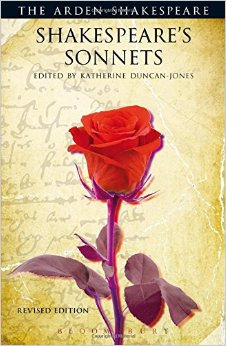 THE ARDEN SHAKESPEARE
SHAKESPEARE'S
SONNETS
EDITED BY KATHERINE DUNCAN-JONES
REVISED EDITION
BLOOMSBURY